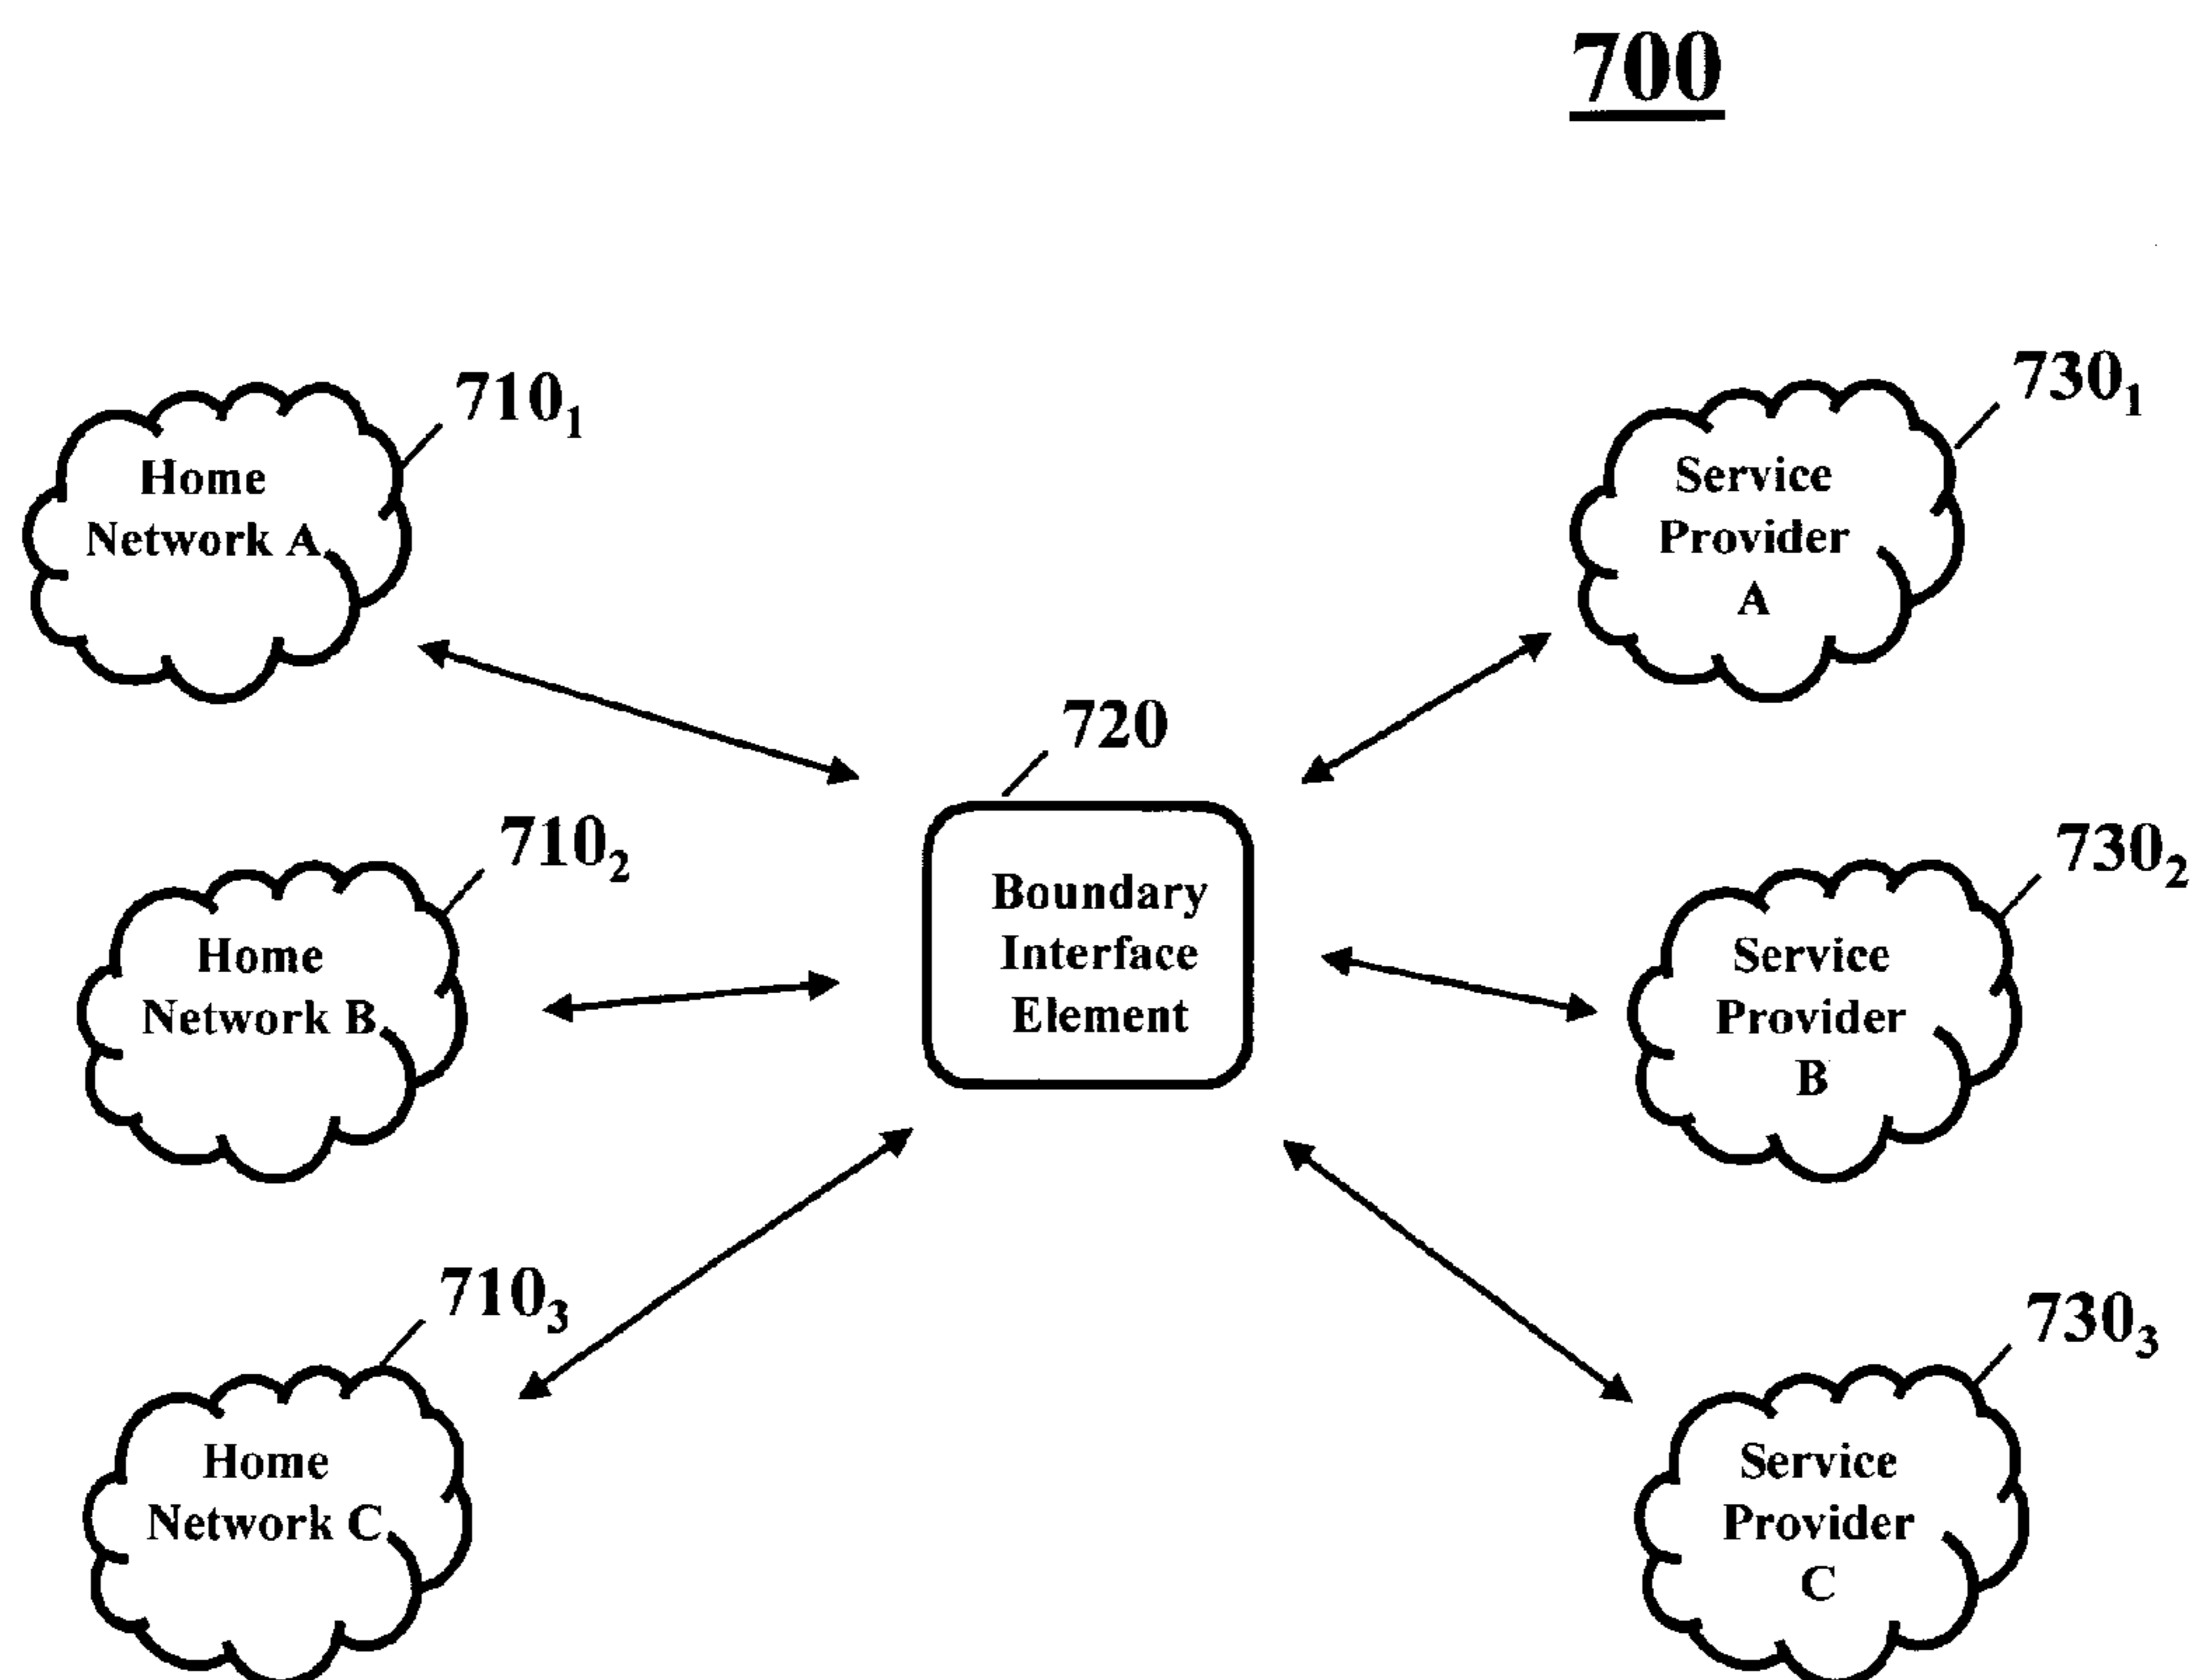 700
710₁
Home
Network A
730₁
Service
Provider
A
720
Boundary
Interface
Element
710₂
Home
Network B
730₂
Service
Provider
B
710₃
Home
Network C
730₃
Service
Provider
C